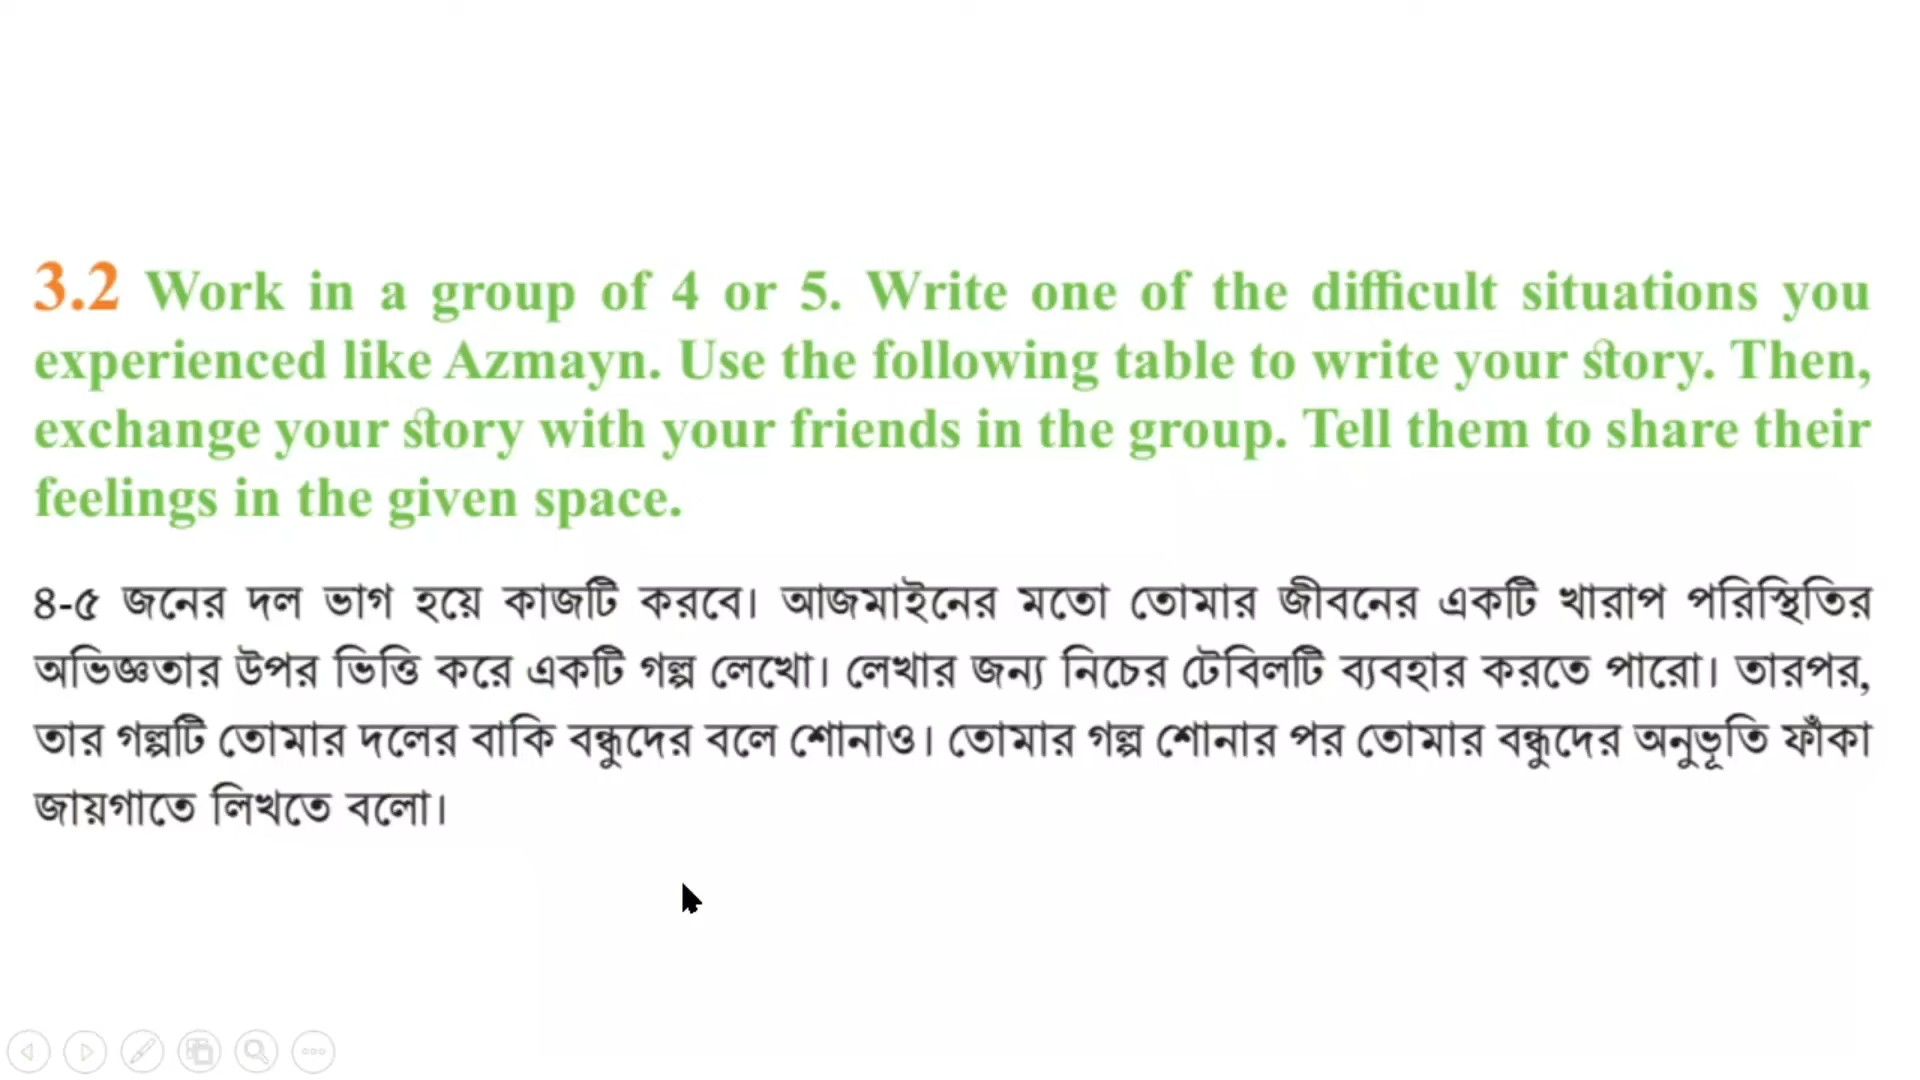 3.2 Work in a group of 4 or 5. Write one of the difficult situations you
experienced like Azmayn. Use the following table to write your story. Then,
exchange your story with your friends in the group. Tell them to share their
feelings in the given space.
৪-৫ জনের দল ভাগ হয়ে কাজটি করবে। আজমাইনের মতো তোমার জীবনের একটি খারাপ পরিস্থিতির
অভিজ্ঞতার উপর ভিত্তি করে একটি গল্প লেখো। লেখার জন্য নিচের টেবিলটি ব্যবহার করতে পারো। তারপর,
তার গল্পটি তোমার দলের বাকি বন্ধুদের বলে শোনাও। তোমার গল্প শোনার পর তোমার বন্ধুদের অনুভূতি ফাঁকা
জায়গাতে লিখতে বলো।